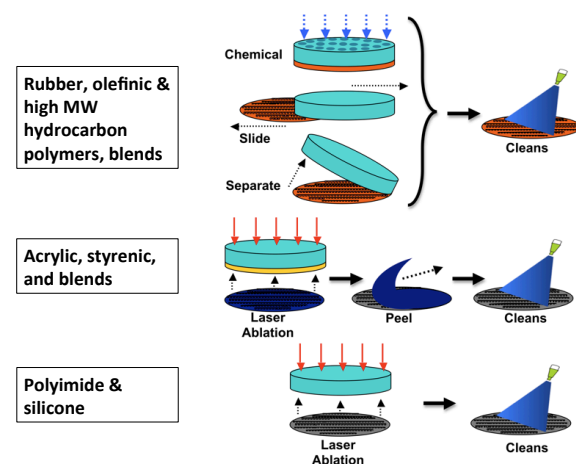 Chemical
Rubber, olefinic &
high MW
hydrocarbon
polymers, blends
Slide
Cleans
Separate
Acrylic, styrenic,
and blends
Laser
Ablation
Peel
Cleans
Polyimide &
silicone
Laser
Ablation
Cleans